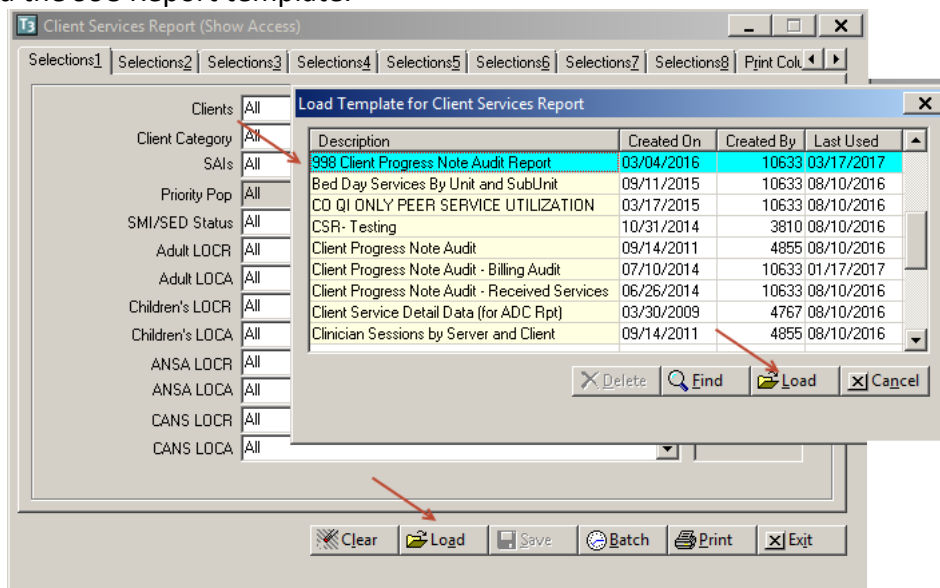 the 998 Report template.
T3 Client Services Report (Show Access)
Selections1 Selections2 Selections3 Selections4 Selections5 Selections6 Selections7 Selections8 Print Colu
Clients All
Client Category All
SAIs All
Priority Pop All
SMI/SED Status All
Adult LOCR All
Adult LOCA All
Children's LOCR All
Children's LOCA All
ANSA LOCR All
ANSA LOCA All
CANS LOCR All
CANS LOCA All
Load Template for Client Services Report
Description Created On Created By Last Used
998 Client Progress Note Audit Report 03/04/2016 10633 03/17/2017
Bed Day Services By Unit and SubUnit 09/11/2015 10633 08/10/2016
CO QI ONLY PEER SERVICE UTILIZATION 03/17/2015 10633 08/10/2016
CSR- Testing 10/31/2014 3810 08/10/2016
Client Progress Note Audit 09/14/2011 4855 08/10/2016
Client Progress Note Audit - Billing Audit 07/10/2014 10633 01/17/2017
Client Progress Note Audit - Received Services 06/26/2014 10633 08/10/2016
Client Service Detail Data (for ADC Rpt) 03/30/2009 4767 08/10/2016
Clinician Sessions by Server and Client 09/14/2011 4855 08/10/2016
Delete Find Load Cancel
Clear Load Save Batch Print Exit